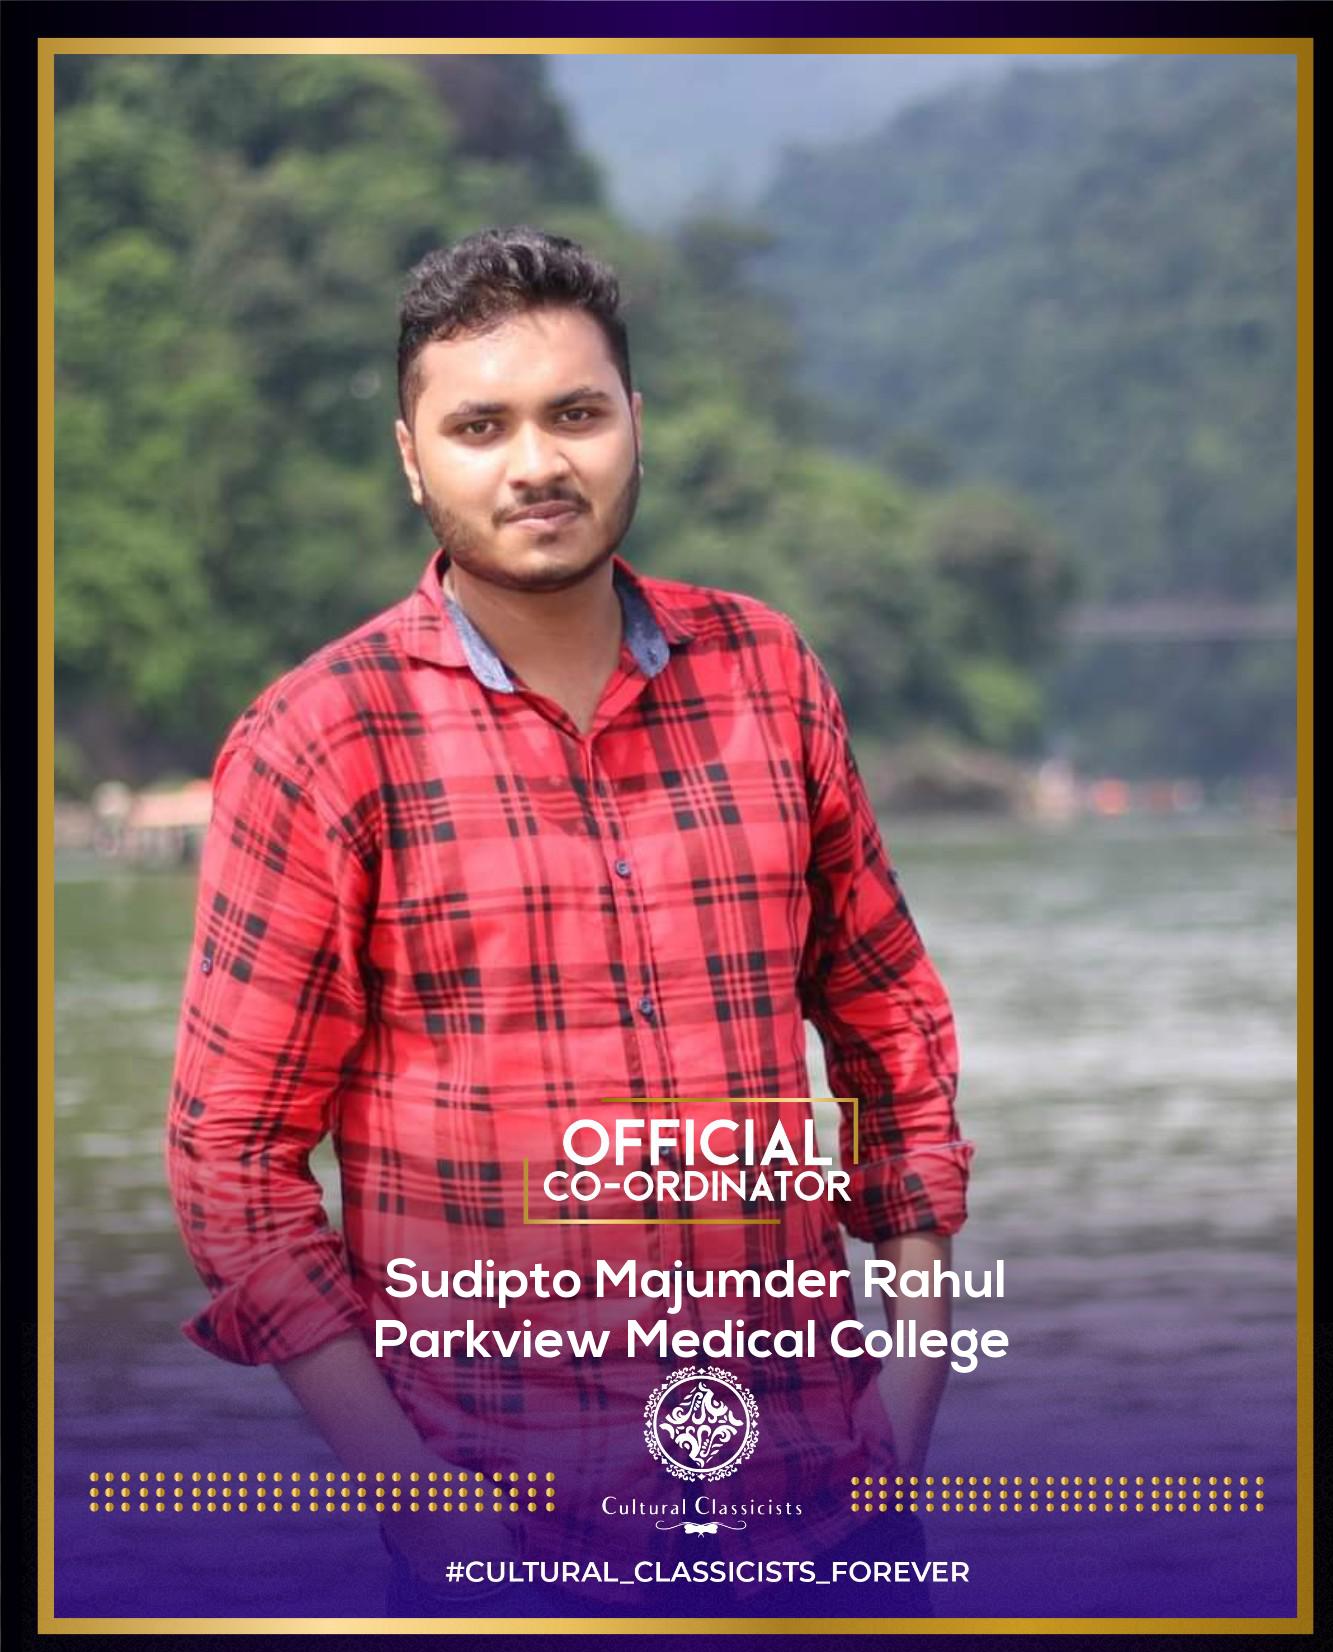 OFFICIAL
CO-ORDINATOR
Sudipto Majumder Rahul
Parkview Medical College
Cultural Classicists
#CULTURAL_CLASSICISTS_FOREVER